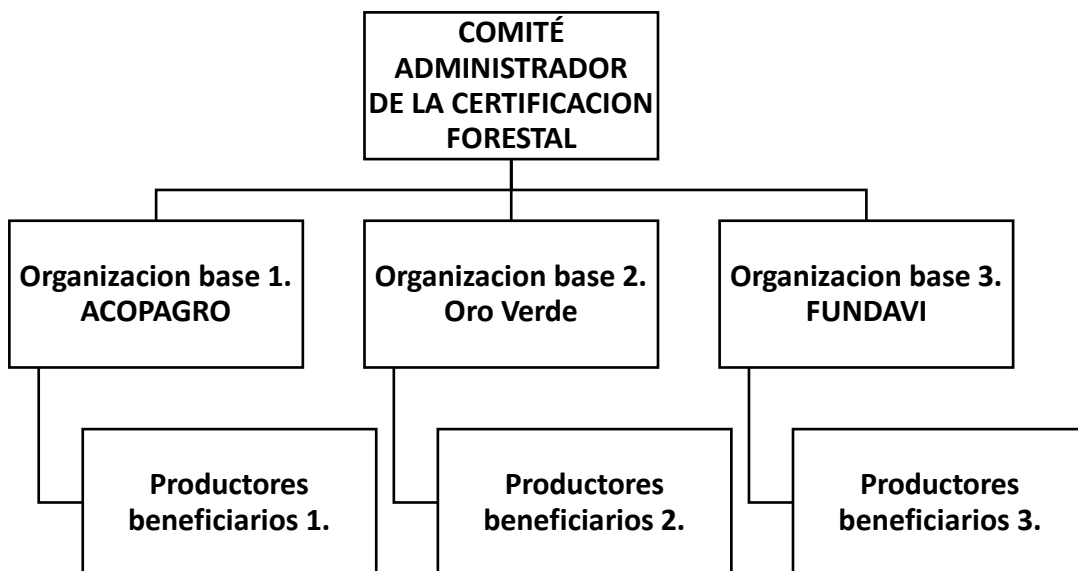 COMITÉ
ADMINISTRADOR
DE LA CERTIFICACION
FORESTAL
Organizacion base 1.
ACOPAGRO
Organizacion base 2.
Oro Verde
Organizacion base 3.
FUNDAVI
Productores
beneficiarios 1.
Productores
beneficiarios 2.
Productores
beneficiarios 3.